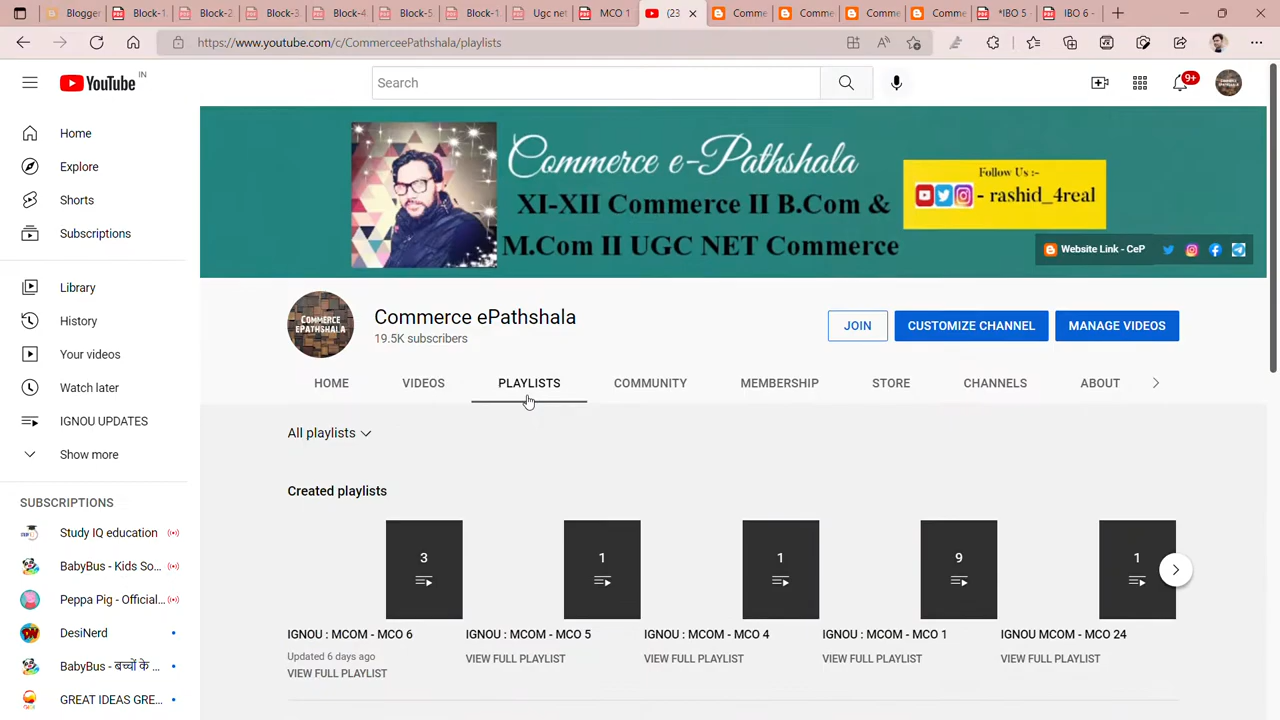 Blogger
Block-1
Block-2
Block-3
Block-4
Block-5
Block-1
Ugc net
MCO 1
(23
Comme
Comme
Comme
Comme
*IBO 5
IBO 6 -
https://www.youtube.com/c/CommerceePathshala/playlists
YouTube IN
Search
9+
Home
Explore
Shorts
Subscriptions
Library
History
Your videos
Watch later
IGNOU UPDATES
Show more
SUBSCRIPTIONS
Study IQ education
BabyBus - Kids So...
Peppa Pig - Official...
DesiNerd
BabyBus - बच्चों के ...
GREAT IDEAS GRE...
Commerce e-Pathshala
XI-XII Commerce II B.Com &
M.Com II UGC NET Commerce
Follow Us :-
- rashid_4real
Website Link - CeP
COMMERCE
EPATHSHALA
Commerce ePathshala
19.5K subscribers
JOIN
CUSTOMIZE CHANNEL
MANAGE VIDEOS
HOME
VIDEOS
PLAYLISTS
COMMUNITY
MEMBERSHIP
STORE
CHANNELS
ABOUT
All playlists
Created playlists
3
1
1
9
1
IGNOU : MCOM - MCO 6
IGNOU : MCOM - MCO 5
IGNOU : MCOM - MCO 4
IGNOU : MCOM - MCO 1
IGNOU MCOM - MCO 24
Updated 6 days ago
VIEW FULL PLAYLIST
VIEW FULL PLAYLIST
VIEW FULL PLAYLIST
VIEW FULL PLAYLIST
VIEW FULL PLAYLIST